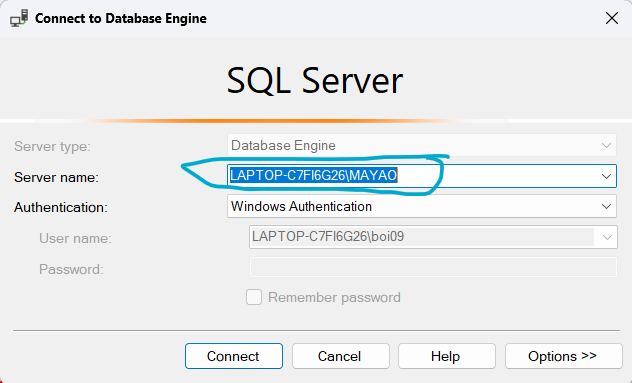 Connect to Database Engine
SQL Server
Server type: Database Engine
Server name: LAPTOP-C7FI6G26\MAYAO
Authentication: Windows Authentication
User name: LAPTOP-C7FI6G26\boi09
Password:
Remember password
Connect Cancel Help Options >>